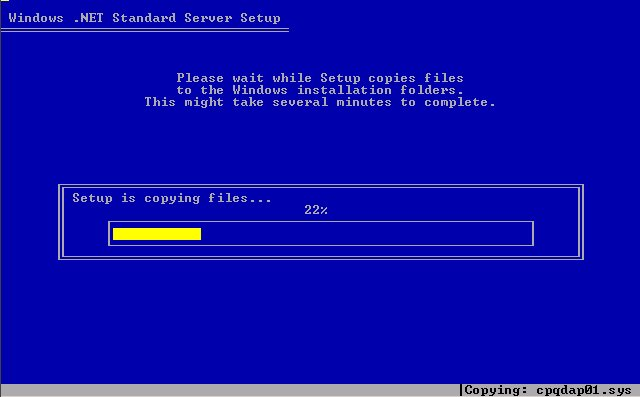 Windows .NET Standard Server Setup
Please wait while Setup copies files
to the Windows installation folders.
This might take several minutes to complete.
Setup is copying files...
22%
Copying: cpqdap01.sys